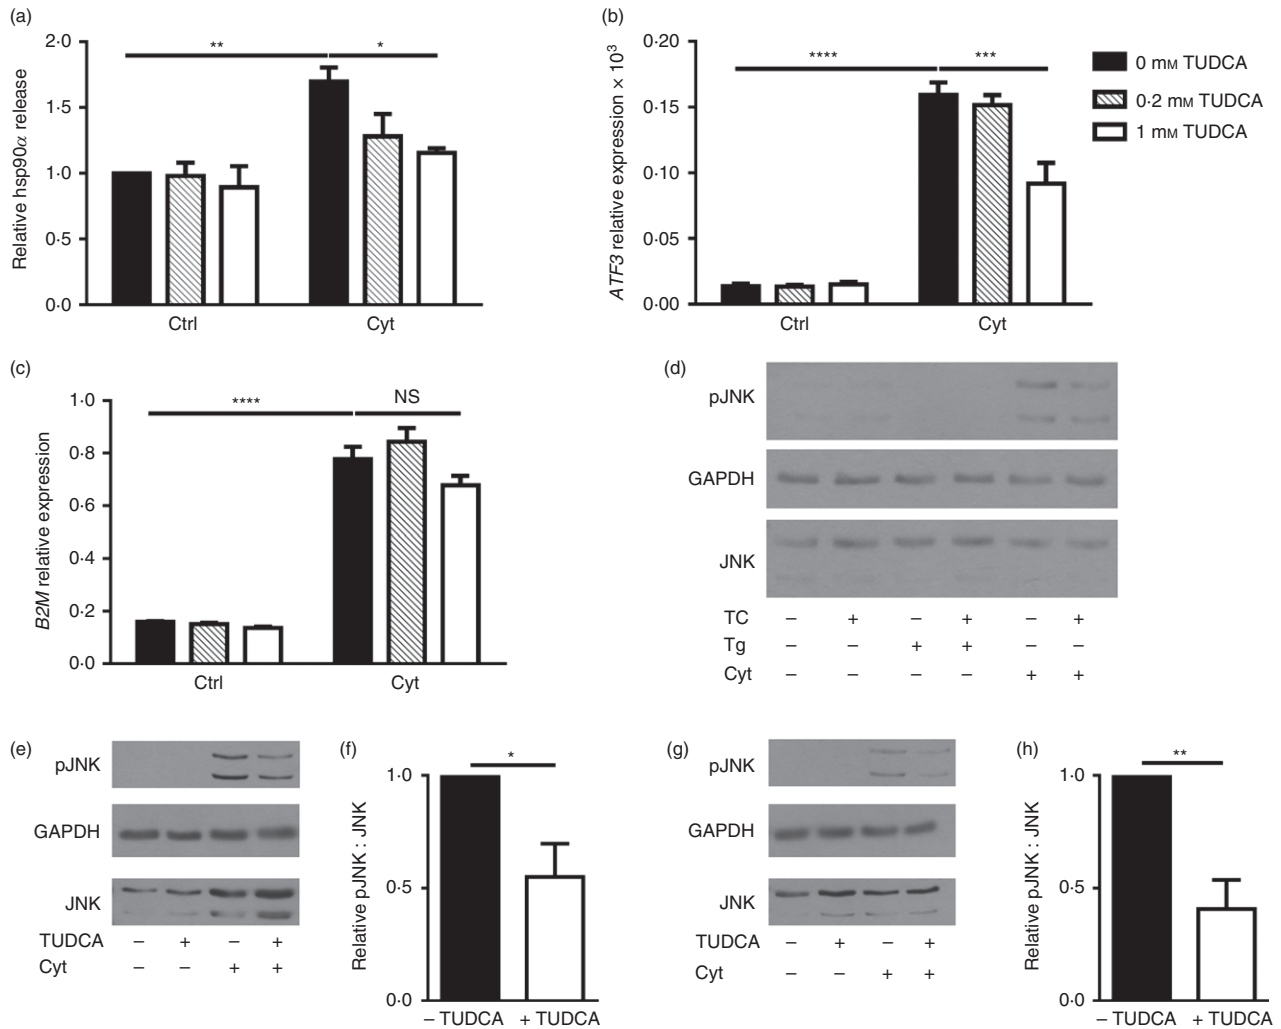 (a)
2·0
1·5
1·0
0·5
0·0
Relative hsp90α release
** *
Ctrl Cyt
(b)
0·20
0·15
0·10
0·05
0·00
ATF3 relative expression × 10³
**** ***
Ctrl Cyt
0 mM TUDCA
0·2 mM TUDCA
1 mM TUDCA
(c)
1·0
0·8
0·6
0·4
0·2
0·0
B2M relative expression
**** NS
Ctrl Cyt
(d)
pJNK
GAPDH
JNK
TC – + – + – +
Tg – – + + – –
Cyt – – – – + +
(e)
pJNK
GAPDH
JNK
TUDCA – + – +
Cyt – – + +
(f)
1·0
0·5
0·0
Relative pJNK : JNK
*
– TUDCA + TUDCA
(g)
pJNK
GAPDH
JNK
TUDCA – + – +
Cyt – – + +
(h)
1·0
0·5
0·0
Relative pJNK : JNK
**
– TUDCA + TUDCA